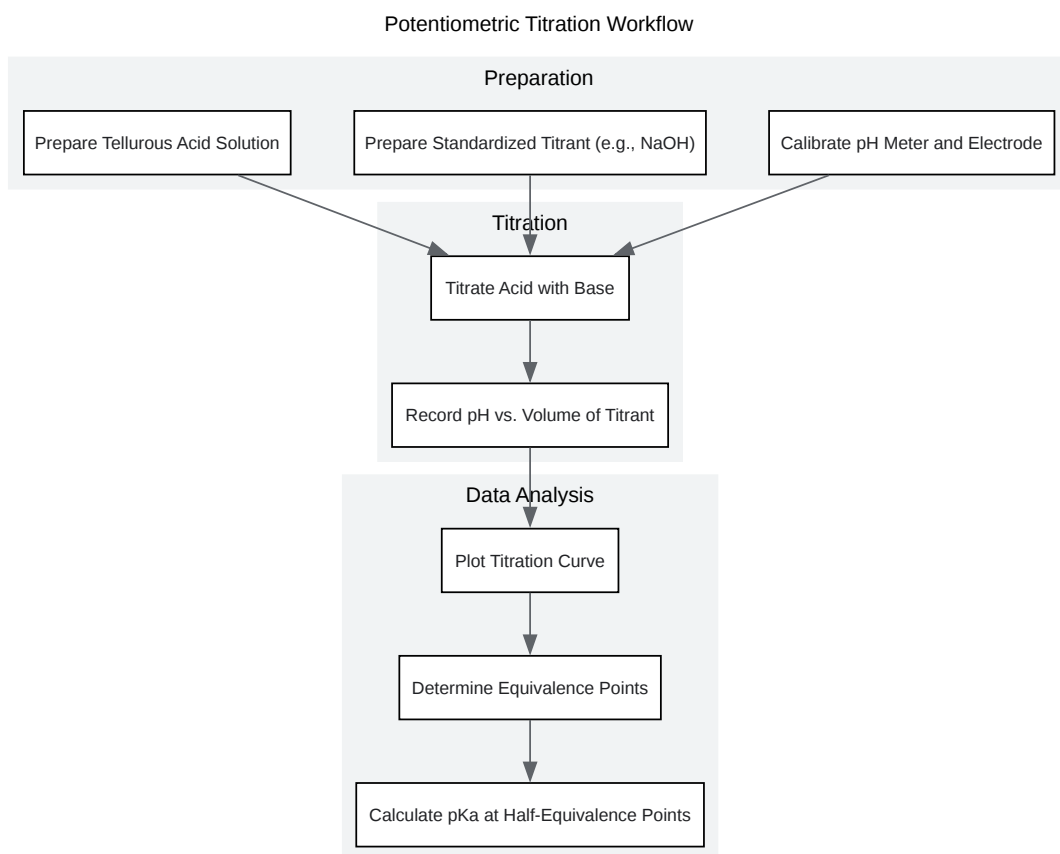 Potentiometric Titration Workflow
Preparation
Prepare Tellurous Acid Solution
Prepare Standardized Titrant (e.g., NaOH)
Calibrate pH Meter and Electrode
Titration
Titrate Acid with Base
Record pH vs. Volume of Titrant
Data Analysis
Plot Titration Curve
Determine Equivalence Points
Calculate pKa at Half-Equivalence Points